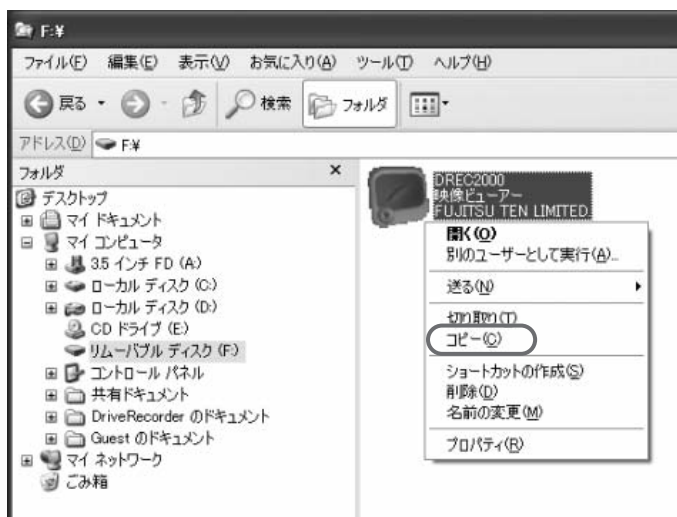 F:¥
ファイル(F) 編集(E) 表示(V) お気に入り(A) ツール(T) ヘルプ(H)
戻る 検索 フォルダ
アドレス(D) F:¥
フォルダ ×
デスクトップ
マイ ドキュメント
マイ コンピュータ
3.5 インチ FD (A:)
ローカル ディスク (C:)
ローカル ディスク (D:)
CD ドライブ (E:)
リムーバブル ディスク (F:)
コントロール パネル
共有ドキュメント
DriveRecorder のドキュメント
Guest のドキュメント
マイ ネットワーク
ごみ箱
DREC2000
映像ビューアー
FUJITSU TEN LIMITED
開く(O)
別のユーザーとして実行(A)...
送る(N)
切り取り(T)
コピー(C)
ショートカットの作成(S)
削除(D)
名前の変更(M)
プロパティ(R)